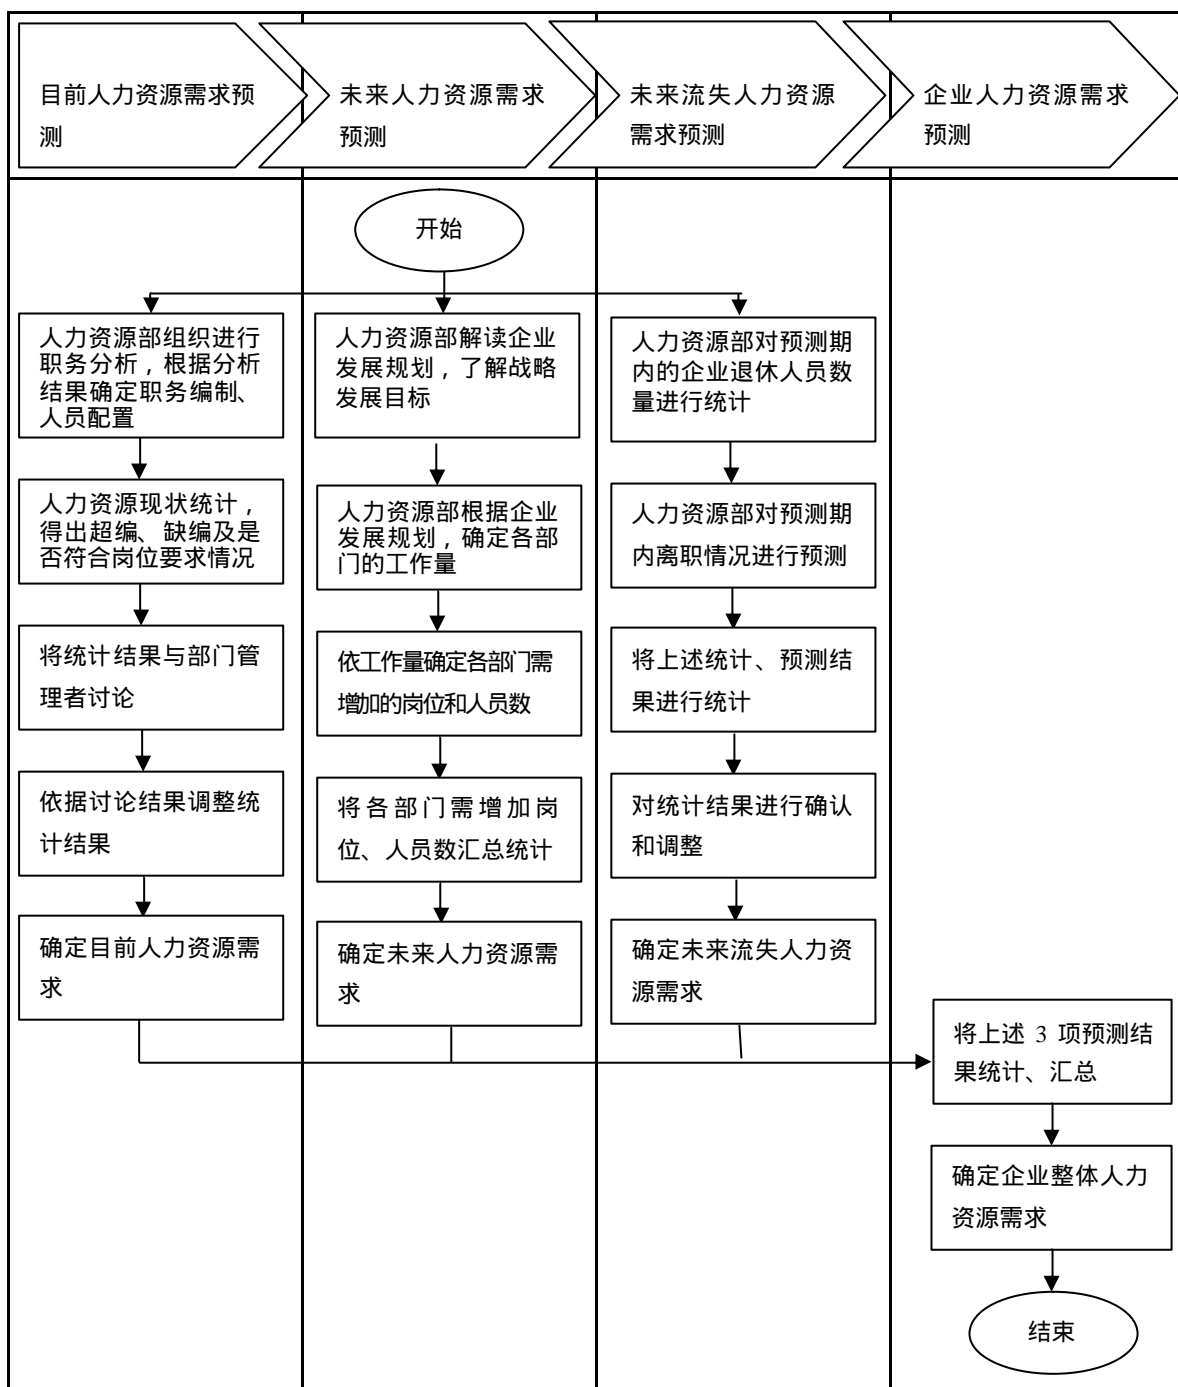 目前人力资源需求预
测
未来人力资源需求
预测
未来流失人力资源
需求预测
企业人力资源需求
预测
开始
人力资源部组织进行
职务分析，根据分析
结果确定职务编制、
人员配置
人力资源现状统计，
得出超编、缺编及是
否符合岗位要求情况
将统计结果与部门管
理者讨论
依据讨论结果调整统
计结果
确定目前人力资源需
求
人力资源部解读企业
发展规划，了解战略
发展目标
人力资源部根据企业
发展规划，确定各部
门的工作量
依工作量确定各部门需
增加的岗位和人员数
将各部门需增加岗
位、人员数汇总统计
确定未来人力资源需
求
人力资源部对预测期
内的企业退休人员数
量进行统计
人力资源部对预测期
内离职情况进行预测
将上述统计、预测结
果进行统计
对统计结果进行确认
和调整
确定未来流失人力资
源需求
将上述 3 项预测结
果统计、汇总
确定企业整体人力
资源需求
结束